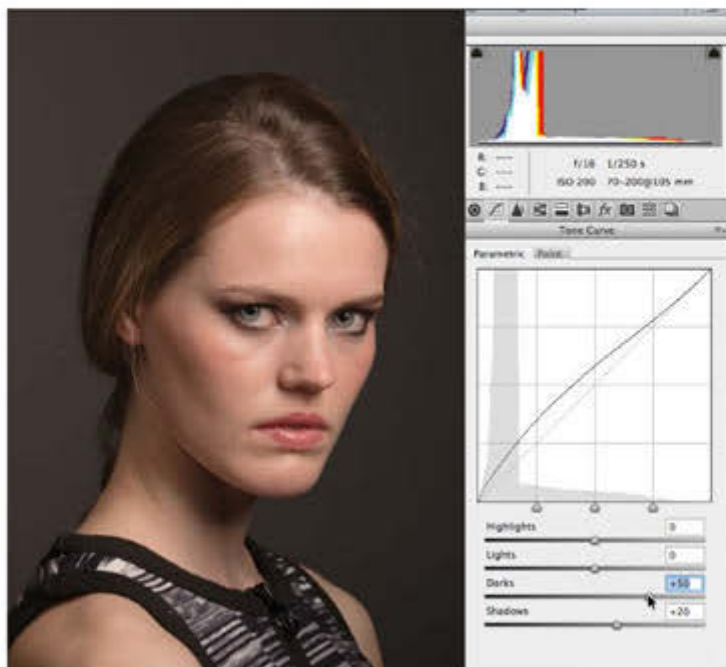 R: ---
G: ---
B: ---
f/16 1/250 s
ISO 200 70-200@105 mm
fx
Tone Curve
Parametric Point
Highlights 0
Lights 0
Darks +50
Shadows +20